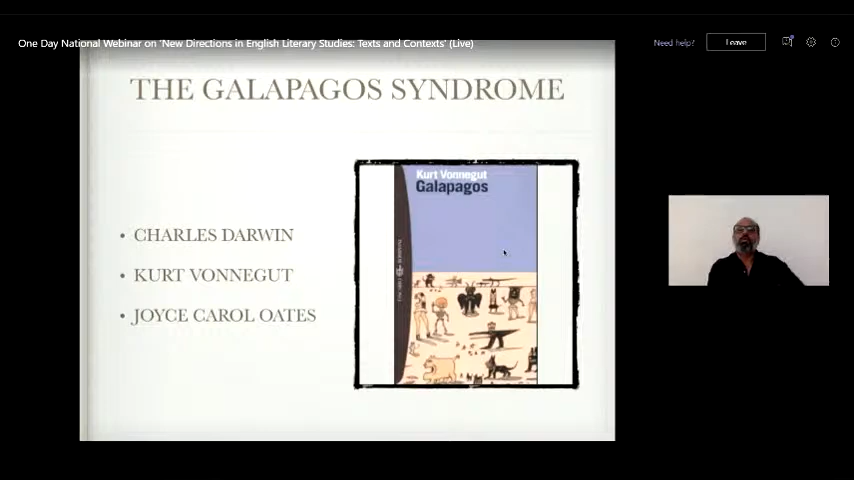 One Day National Webinar on 'New Directions in English Literary Studies: Texts and Contexts' (Live)
Need help?
Leave
THE GALAPAGOS SYNDROME
Kurt Vonnegut
Galapagos
• CHARLES DARWIN
• KURT VONNEGUT
• JOYCE CAROL OATES